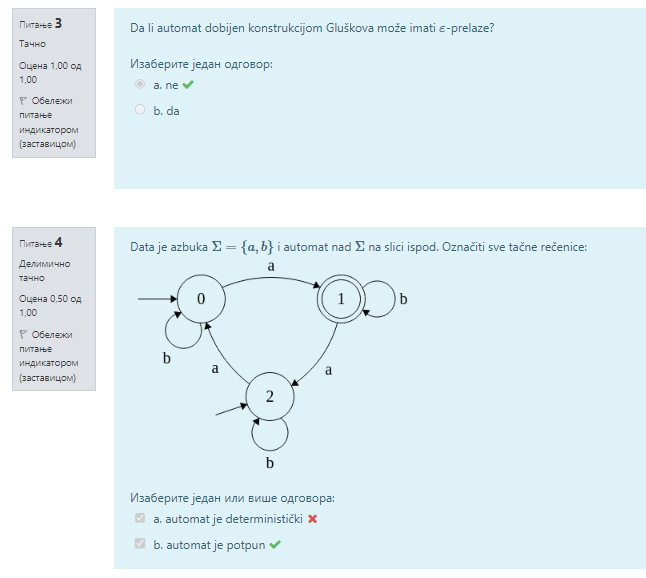 Питање 3
Тачно
Оцена 1,00 од
1,00
Обележи
питање
индикатором
(заставицом)
Da li automat dobijen konstrukcijom Gluškova može imati ε-prelaze?
Изаберите један одговор:
a. ne
b. da
Питање 4
Делимично
тачно
Оцена 0,50 од
1,00
Обележи
питање
индикатором
(заставицом)
Data je azbuka Σ = {a, b} i automat nad Σ na slici ispod. Označiti sve tačne rečenice:
a
0
1
b
b
a
a
2
b
Изаберите један или више одговора:
a. automat je deterministički
b. automat je potpun